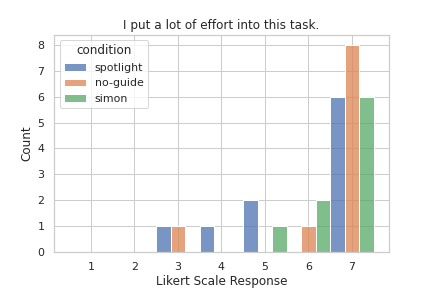 I put a lot of effort into this task.
condition
spotlight
no-guide
simon
8
7
6
5
4
3
2
1
0
Count
1 2 3 4 5 6 7
Likert Scale Response